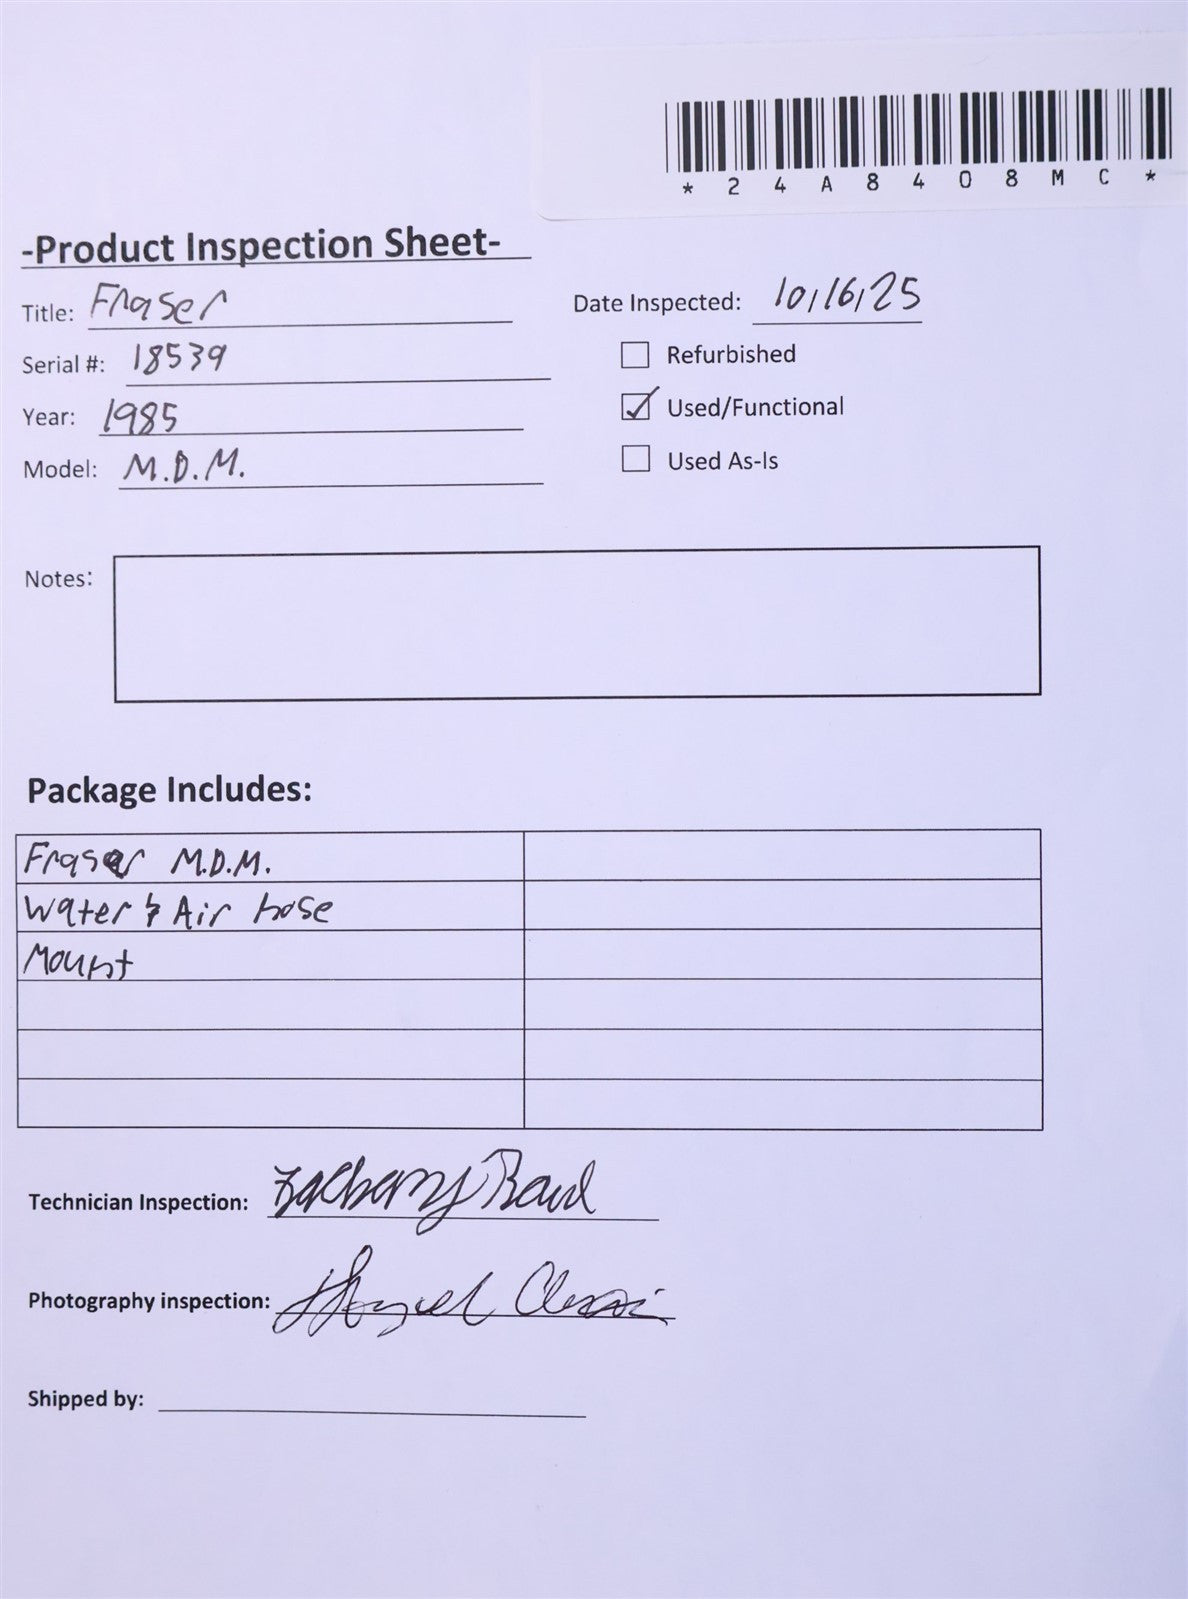 *24A8408MC*
-Product Inspection Sheet-
Title: Fraser
Date Inspected: 10/16/25
Serial #: 18539
Refurbished
Year: 1985
Used/Functional
Model: M.D.M.
Used As-Is
Notes:
Package Includes:
Fraser M.D.M.
Water & Air hose
Mount
Technician Inspection: Zachary
Photography inspection:
Shipped by: